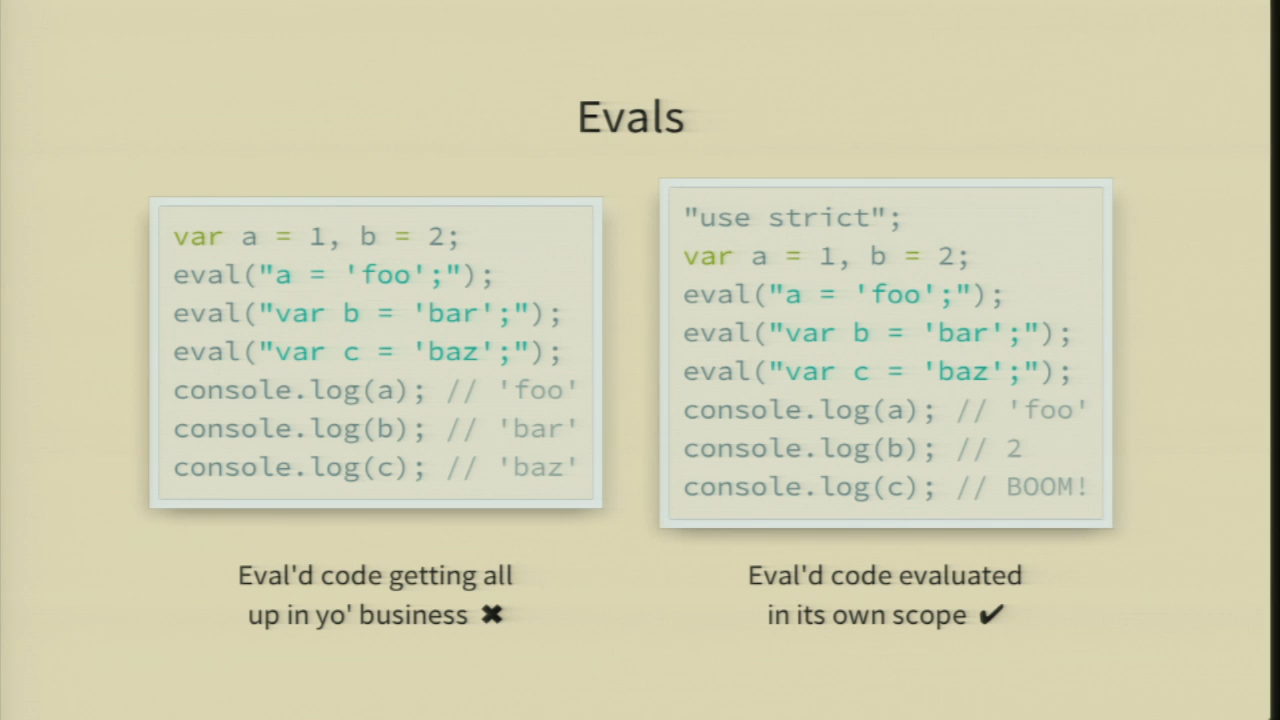 Evals
var a = 1, b = 2;
eval("a = 'foo';");
eval("var b = 'bar';");
eval("var c = 'baz';");
console.log(a); // 'foo'
console.log(b); // 'bar'
console.log(c); // 'baz'
Eval'd code getting all
up in yo' business ✖
"use strict";
var a = 1, b = 2;
eval("a = 'foo';");
eval("var b = 'bar';");
eval("var c = 'baz';");
console.log(a); // 'foo'
console.log(b); // 2
console.log(c); // BOOM!
Eval'd code evaluated
in its own scope ✔